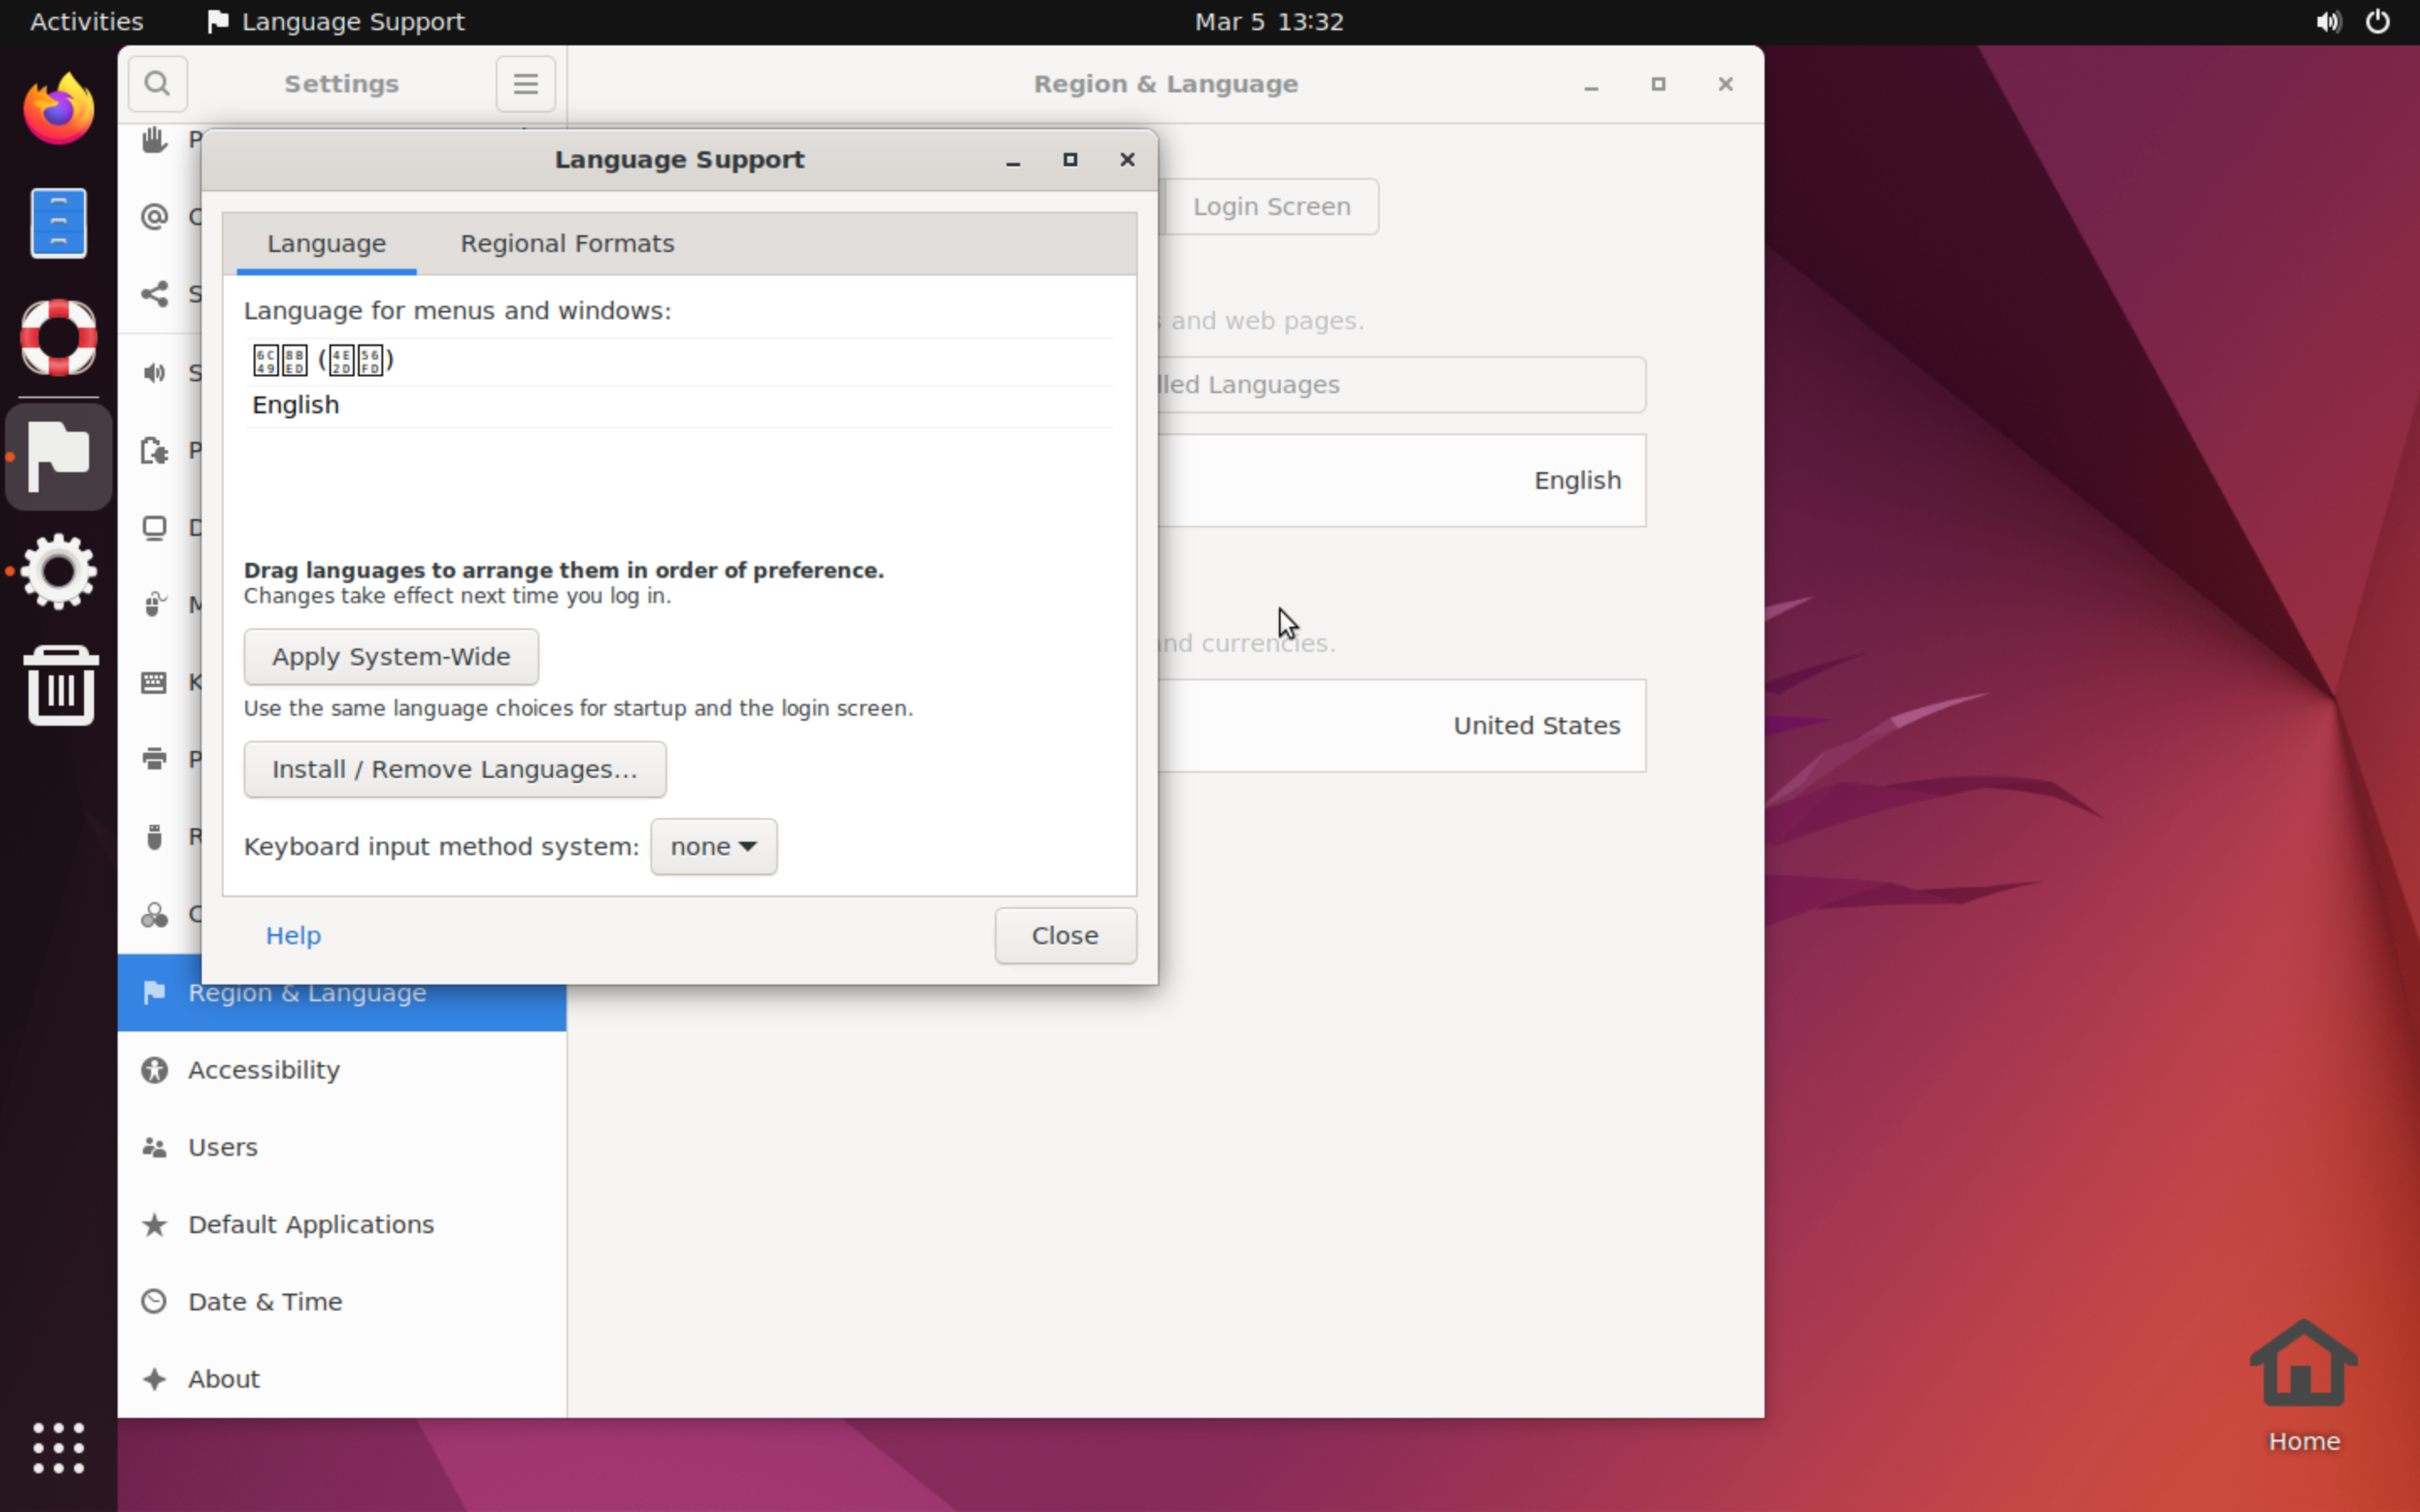 Activities
Language Support
Mar 5 13:32
Settings
Region & Language
Language Support
Login Screen
Language
Regional Formats
Language for menus and windows:
and web pages.
English
lled Languages
English
Drag languages to arrange them in order of preference.
Changes take effect next time you log in.
and currencies.
Apply System-Wide
Use the same language choices for startup and the login screen.
United States
Install / Remove Languages...
Keyboard input method system:
none
Help
Close
Region & Language
Accessibility
Users
Default Applications
Date & Time
About
Home